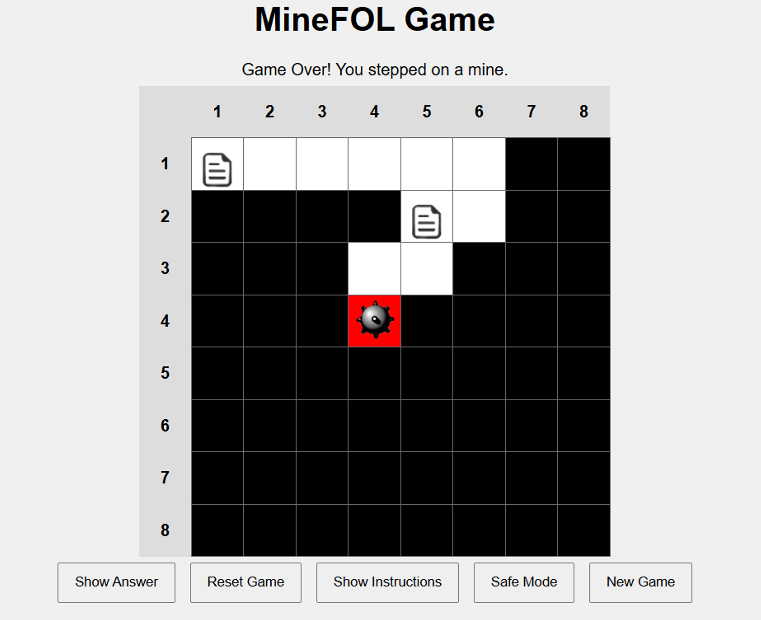 MineFOL Game
Game Over! You stepped on a mine.
1 2 3 4 5 6 7 8
1
2
3
4
5
6
7
8
Show Answer Reset Game Show Instructions Safe Mode New Game